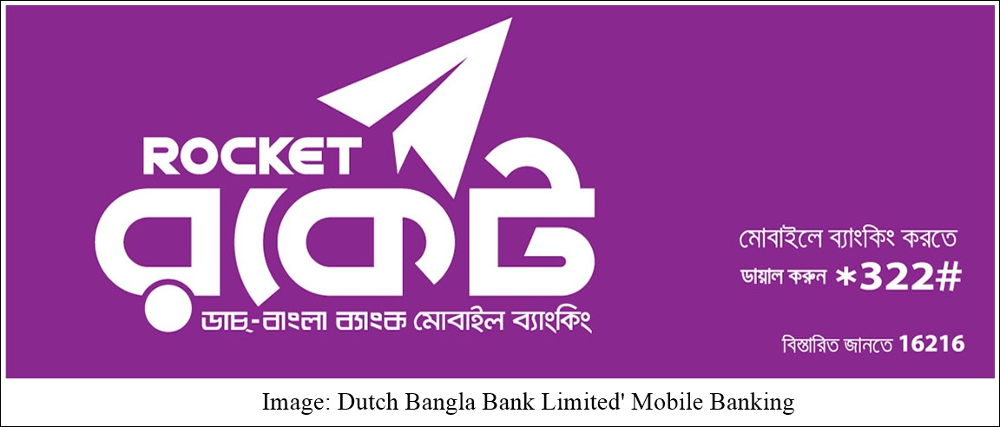 ROCKET
রকেট
ডাচ্-বাংলা ব্যাংক মোবাইল ব্যাংকিং
মোবাইলে ব্যাংকিং করতে
ডায়াল করুন *322#
বিস্তারিত জানতে 16216
Image: Dutch Bangla Bank Limited' Mobile Banking